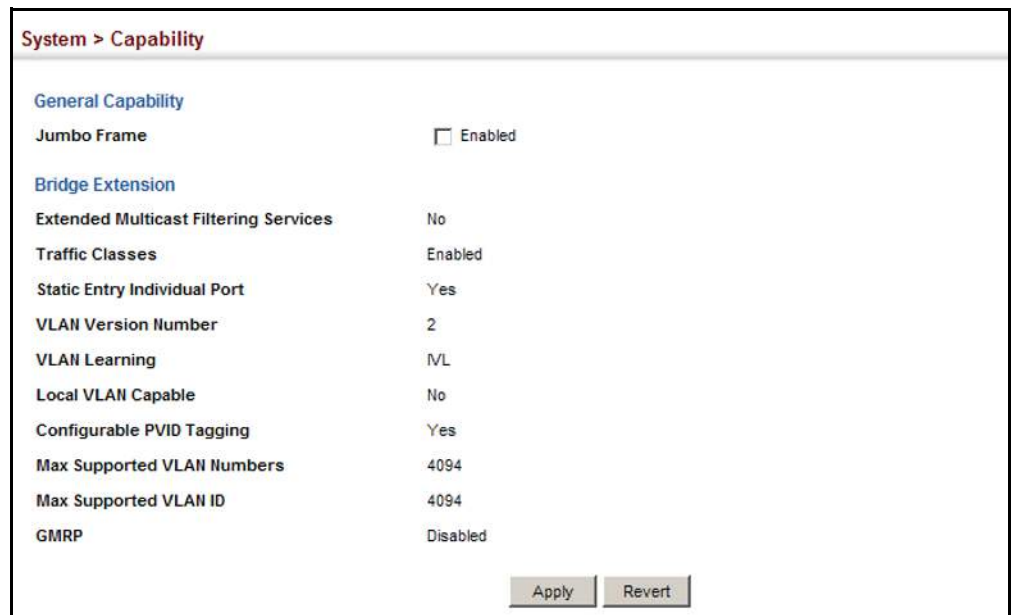 System > Capability
General Capability
Jumbo Frame Enabled
Bridge Extension
Extended Multicast Filtering Services No
Traffic Classes Enabled
Static Entry Individual Port Yes
VLAN Version Number 2
VLAN Learning IVL
Local VLAN Capable No
Configurable PVID Tagging Yes
Max Supported VLAN Numbers 4094
Max Supported VLAN ID 4094
GMRP Disabled
Apply Revert